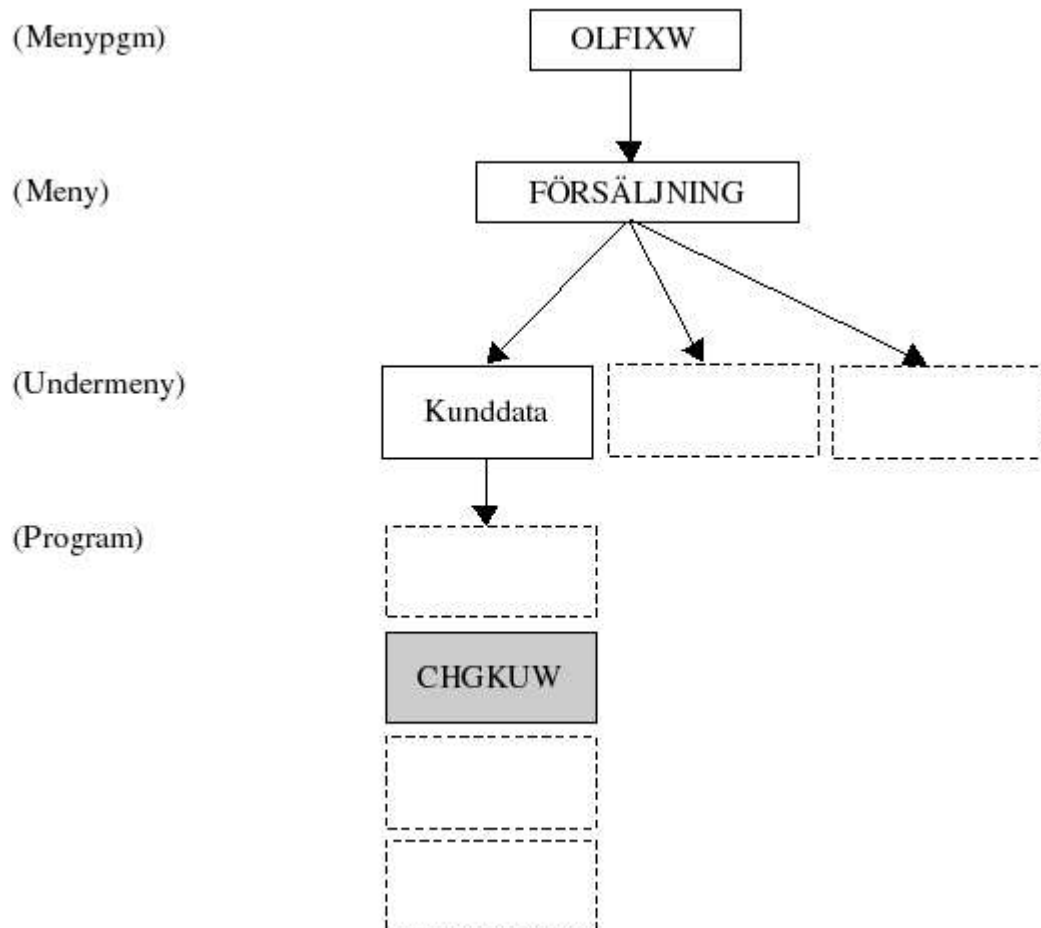 (Menypgm)
OLFIXW
(Meny)
FÖRSÄLJNING
(Undermeny)
Kunddata
(Program)
CHGKUW